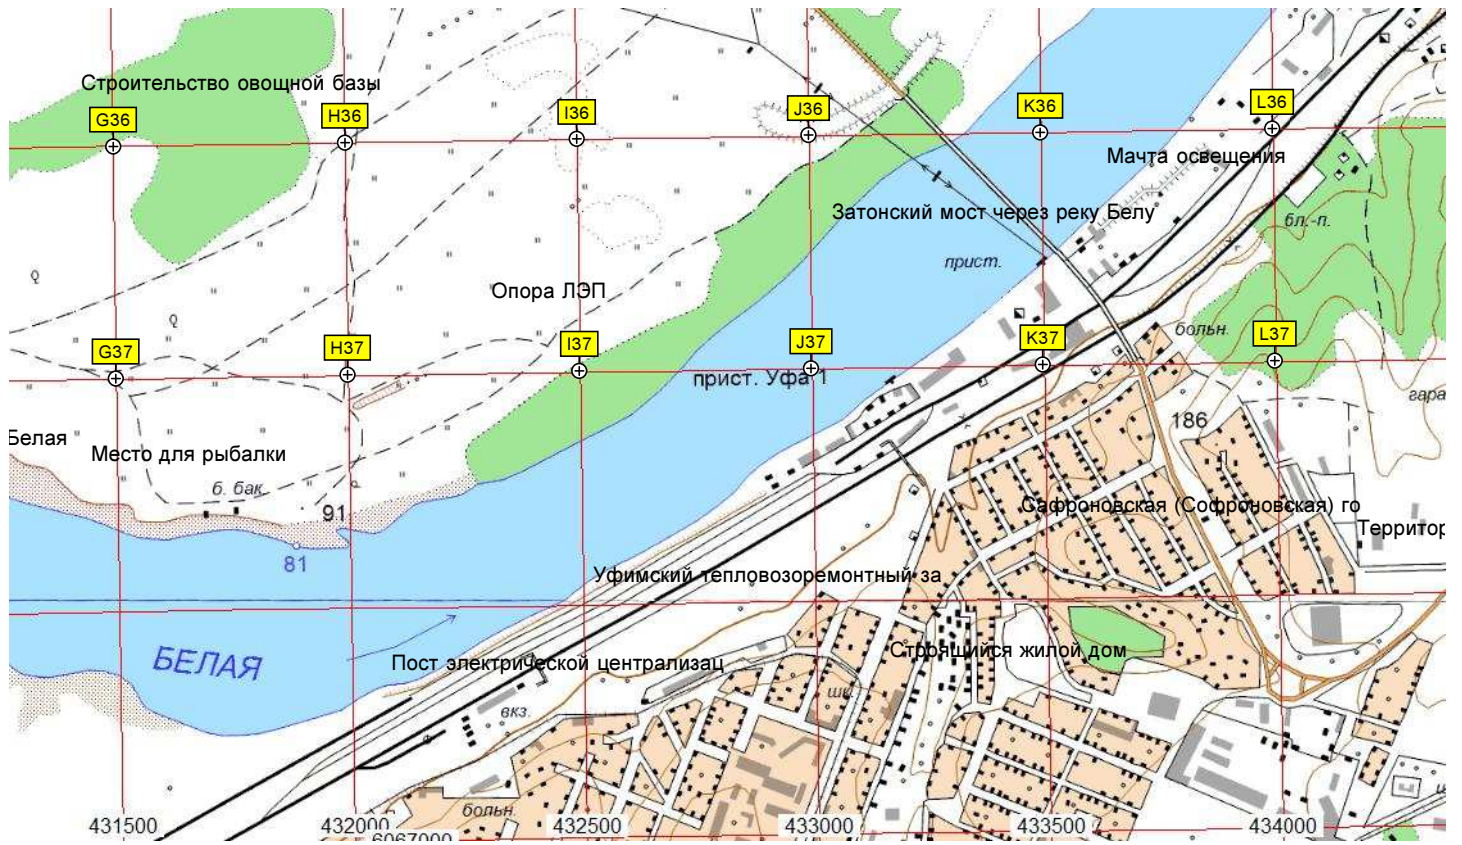 Строительство овощной базы
G36
H36
I36
J36
K36
L36
Мачта освещения
Затонский мост через реку Белу
бл.-п.
прист.
Опора ЛЭП
больн.
G37
H37
I37
J37
K37
L37
прист. Уфа 1
гара
186
Белая
Место для рыбалки
б. бак.
91
Сафроновская (Софроновская) го
Территор
81
Уфимский тепловозоремонтный за
БЕЛАЯ
Пост электрической централизац
Строящийся жилой дом
шк.
вкз.
больн.
431500
432000
432500
433000
433500
434000
6067000